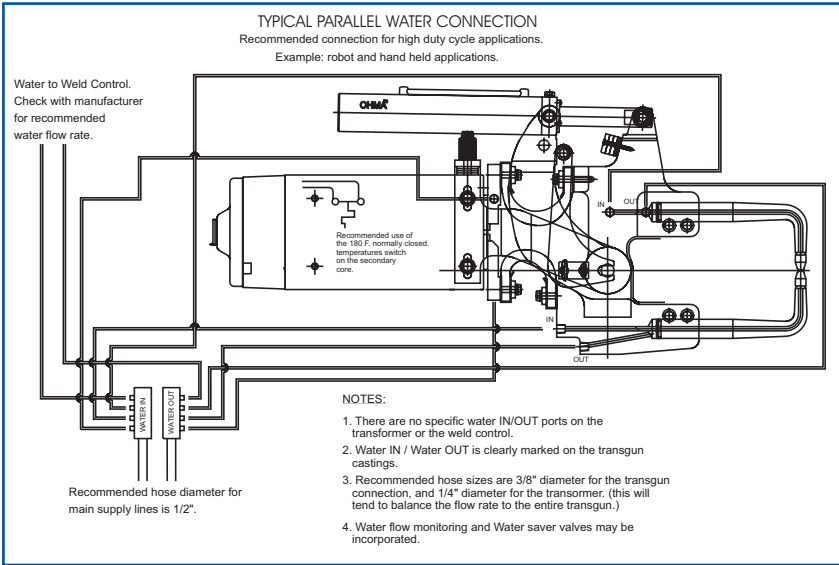 TYPICAL PARALLEL WATER CONNECTION
Recommended connection for high duty cycle applications.
Example: robot and hand held applications.
Water to Weld Control.
Check with manufacturer
for recommended
water flow rate.
OHMA
IN
OUT
Recommended use of
the 180 F. normally closed.
temperatures switch
on the secondary
core.
IN
OUT
WATER IN
WATER OUT
Recommended hose diameter for
main supply lines is 1/2".
NOTES:
1. There are no specific water IN/OUT ports on the
transformer or the weld control.
2. Water IN / Water OUT is clearly marked on the transgun
castings.
3. Recommended hose sizes are 3/8" diameter for the transgun
connection, and 1/4" diameter for the transormer. (this will
tend to balance the flow rate to the entire transgun.)
4. Water flow monitoring and Water saver valves may be
incorporated.